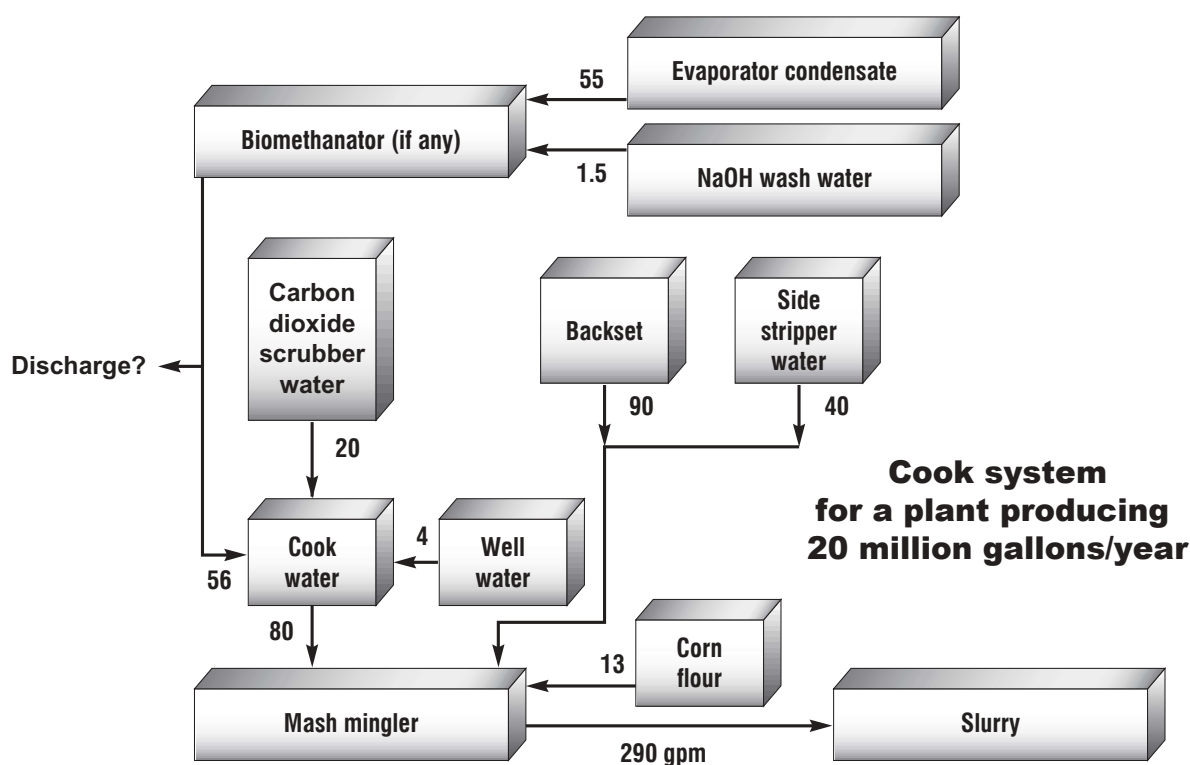 Evaporator condensate
55
Biomethanator (if any)
1.5
NaOH wash water
Carbon
dioxide
scrubber
water
Backset
Side
stripper
water
Discharge?
90
40
20
Cook system
for a plant producing
20 million gallons/year
Cook
water
4
Well
water
56
80
Corn
flour
13
Mash mingler
Slurry
290 gpm